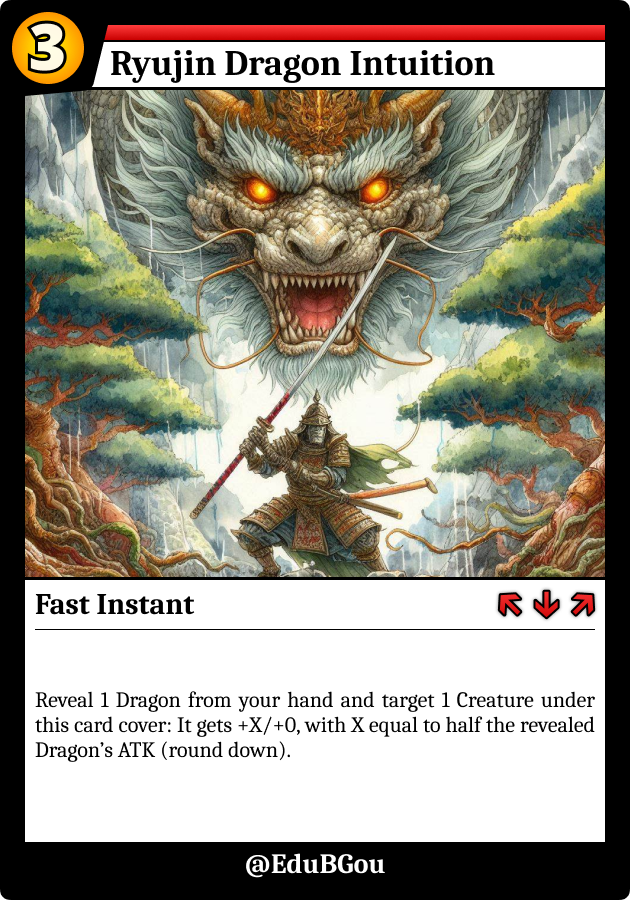 3
Ryujin Dragon Intuition
Fast Instant
Reveal 1 Dragon from your hand and target 1 Creature under
this card cover: It gets +X/+0, with X equal to half the revealed
Dragon’s ATK (round down).
@EduBGou